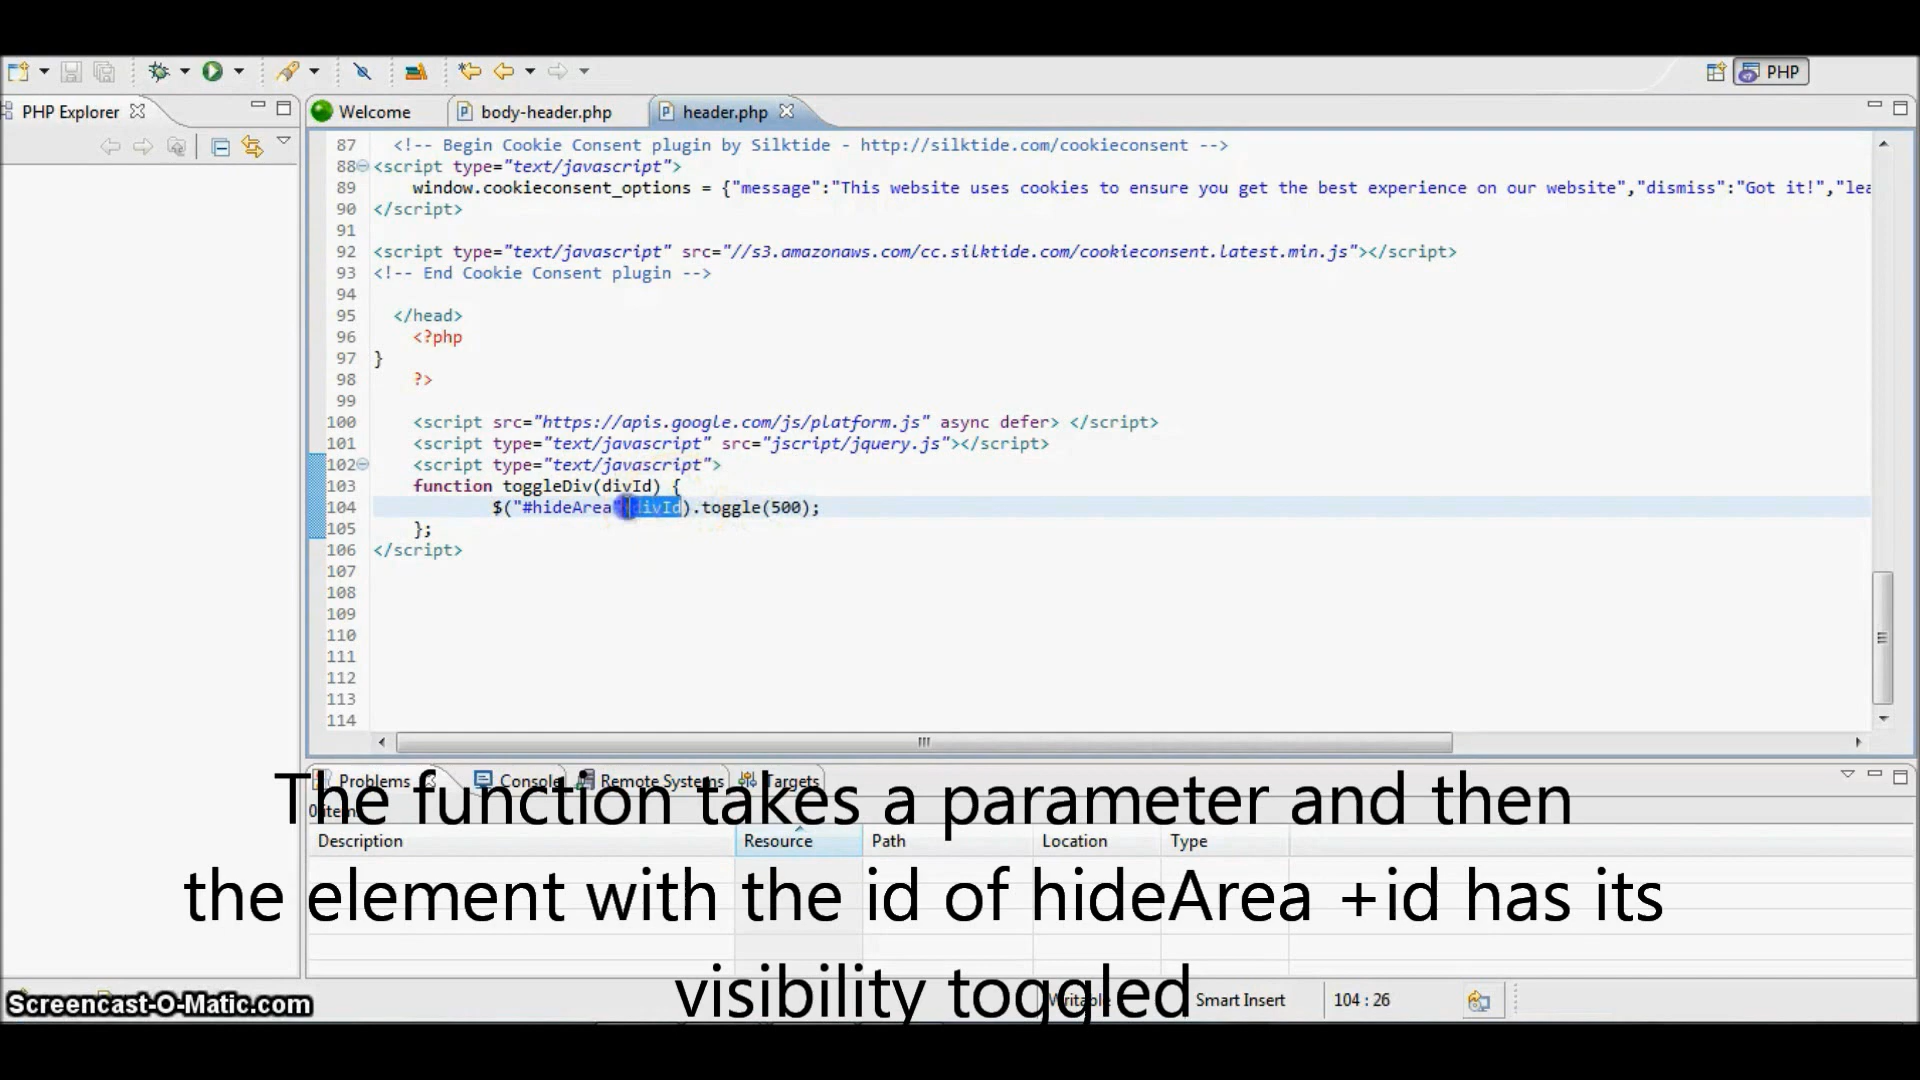 PHP
PHP Explorer
Welcome
body-header.php
header.php
87 <!-- Begin Cookie Consent plugin by Silktide - http://silktide.com/cookieconsent -->
88 <script type="text/javascript">
89 window.cookieconsent_options = {"message":"This website uses cookies to ensure you get the best experience on our website","dismiss":"Got it!","lea
90 </script>
91
92 <script type="text/javascript" src="//s3.amazonaws.com/cc.silktide.com/cookieconsent.latest.min.js"></script>
93 <!-- End Cookie Consent plugin -->
94
95 </head>
96 <?php
97 }
98 ?>
99
100 <script src="https://apis.google.com/js/platform.js" async defer> </script>
101 <script type="text/javascript" src="jscript/jquery.js"></script>
102 <script type="text/javascript">
103 function toggleDiv(divId) {
104 $("#hideArea" divId).toggle(500);
105 };
106 </script>
107
108
109
110
111
112
113
114
Problems Console Remote Systems Targets
0 items
Description Resource Path Location Type
The function takes a parameter and then
the element with the id of hideArea +id has its
visibility toggled
Writable Smart Insert 104 : 26
Screencast-O-Matic.com